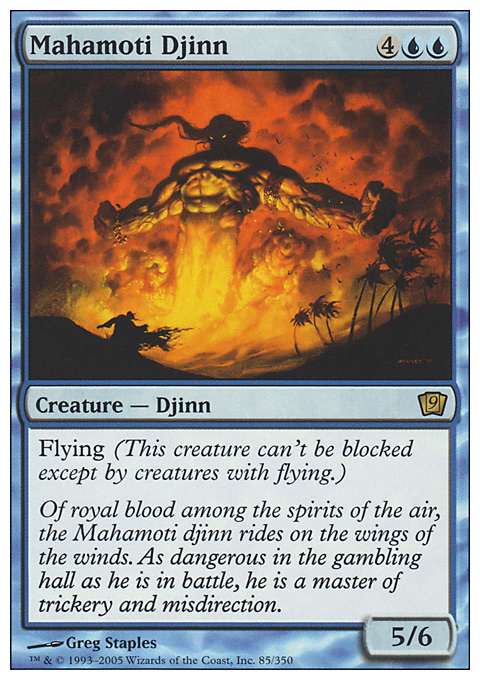 Mahamoti Djinn
4
Creature — Djinn
9
Flying (This creature can't be blocked
except by creatures with flying.)
Of royal blood among the spirits of the air,
the Mahamoti djinn rides on the wings of
the winds. As dangerous in the gambling
hall as he is in battle, he is a master of
trickery and misdirection.
5/6
Greg Staples
™ & © 1993–2005 Wizards of the Coast, Inc. 85/350